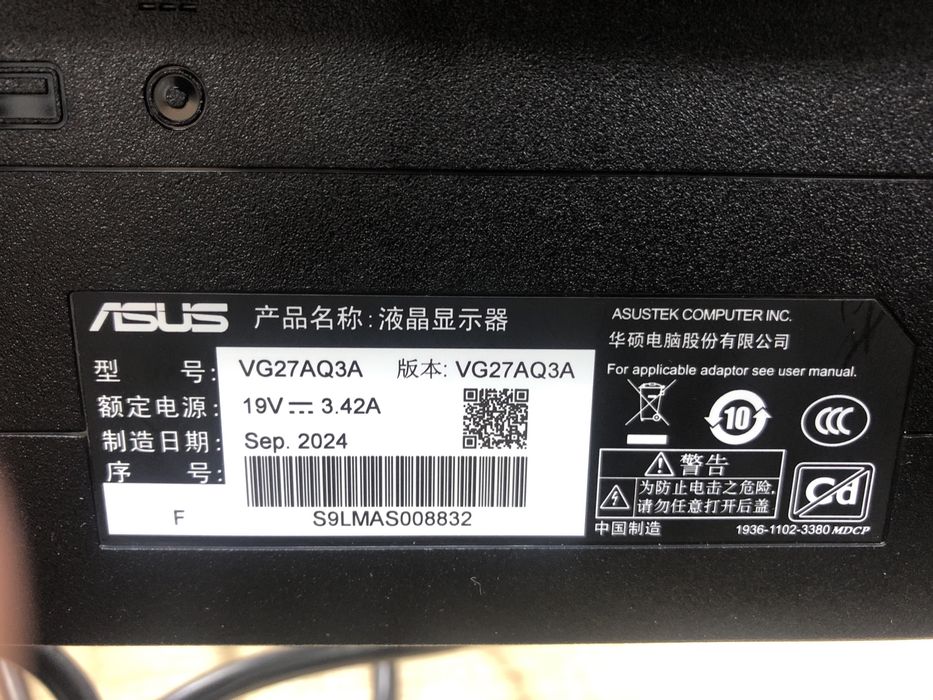 ASUS 产品名称:液晶显示器
型 号: VG27AQ3A 版本: VG27AQ3A
额定电源: 19V 3.42A
制造日期: Sep. 2024
序 号:
F
S9LMAS008832
ASUSTEK COMPUTER INC.
华硕电脑股份有限公司
For applicable adaptor see user manual.
10
CCC
警告
为防止电击之危险,
请勿任意打开后盖
Cd
中国制造
1936-1102-3380 MDCP